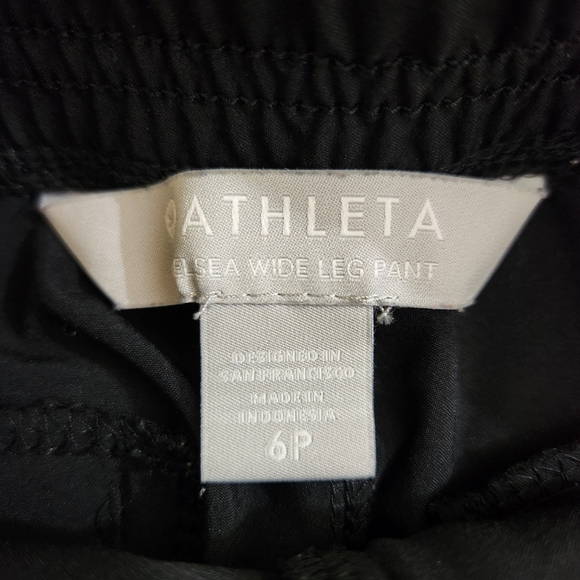 ATHLETA
ELSEA WIDE LEG PANT
DESIGNED IN
SAN FRANCISCO
MADE IN
INDONESIA
6P